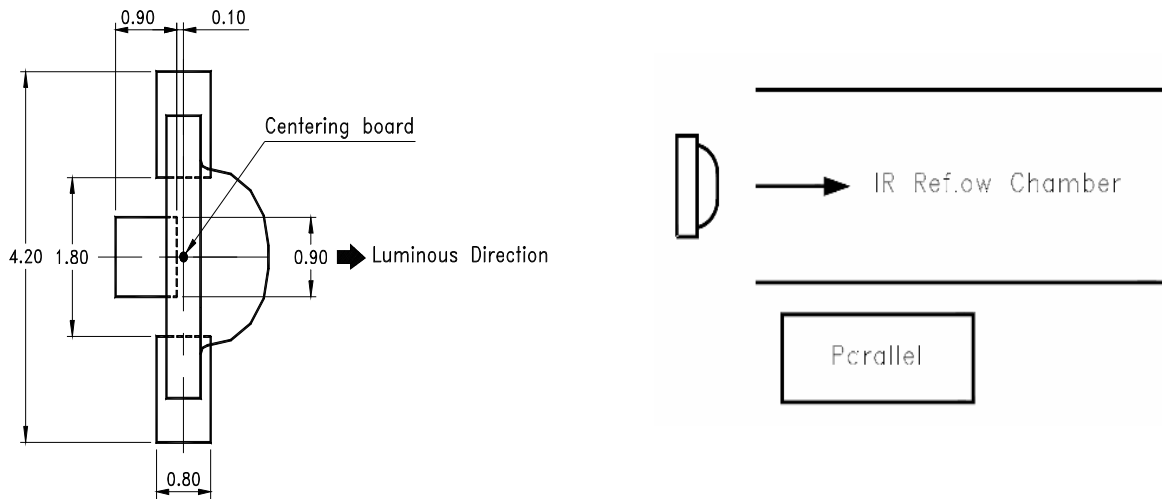 0.90 0.10
Centering board
4.20 1.80 0.90 Luminous Direction
0.80
IR Ref.ow Chamber
Parallel